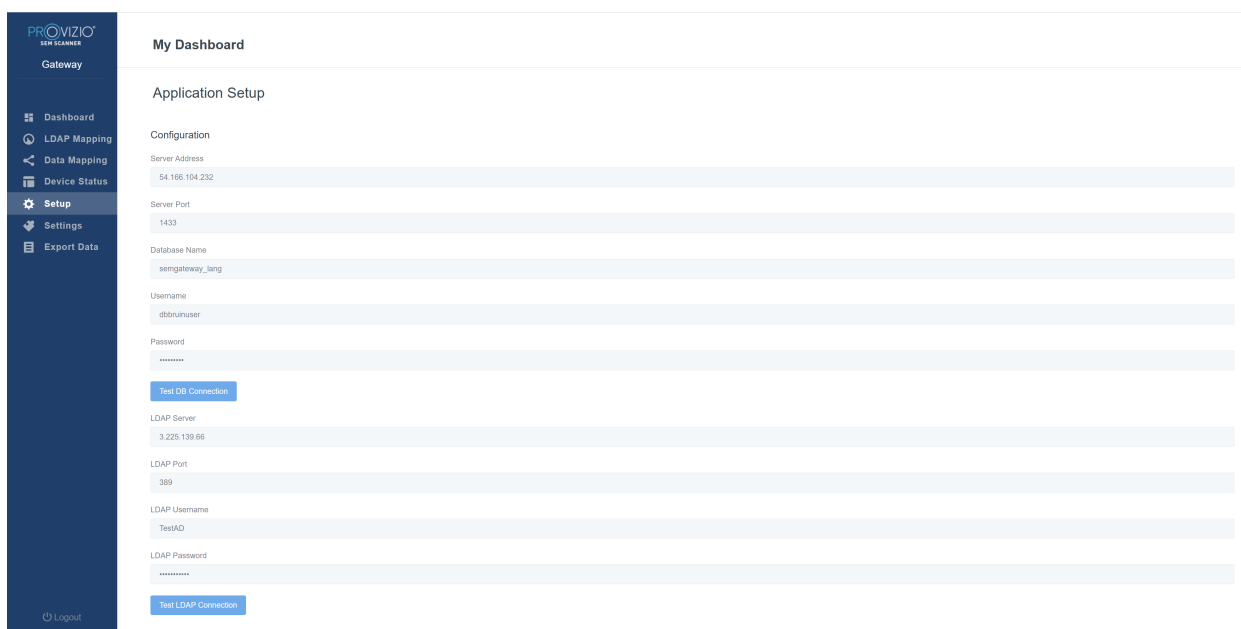 PROVIZIO®
SEM SCANNER
Gateway
Dashboard
LDAP Mapping
Data Mapping
Device Status
Setup
Settings
Export Data
Logout
My Dashboard
Application Setup
Configuration
Server Address
54.166.104.232
Server Port
1433
Database Name
semgateway_lang
Username
dbbruinuser
Password
•••••••••
Test DB Connection
LDAP Server
3.225.139.66
LDAP Port
389
LDAP Username
TestAD
LDAP Password
•••••••••••
Test LDAP Connection